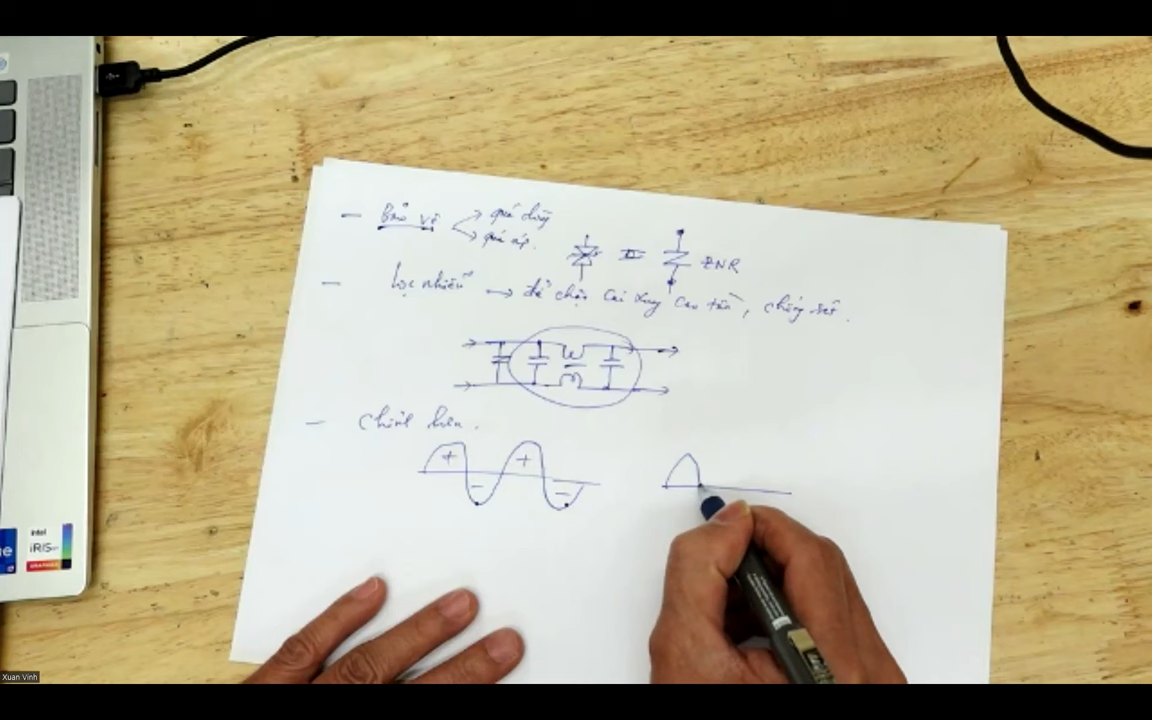 - Bảo vệ → quá dòng
→ quá áp.
ZNR
- Lọc nhiễu → để chặn cái xung cao tần, chống sét.
- Chỉnh lưu.
+ - + -
intel
iRIS
Xuan Vinh